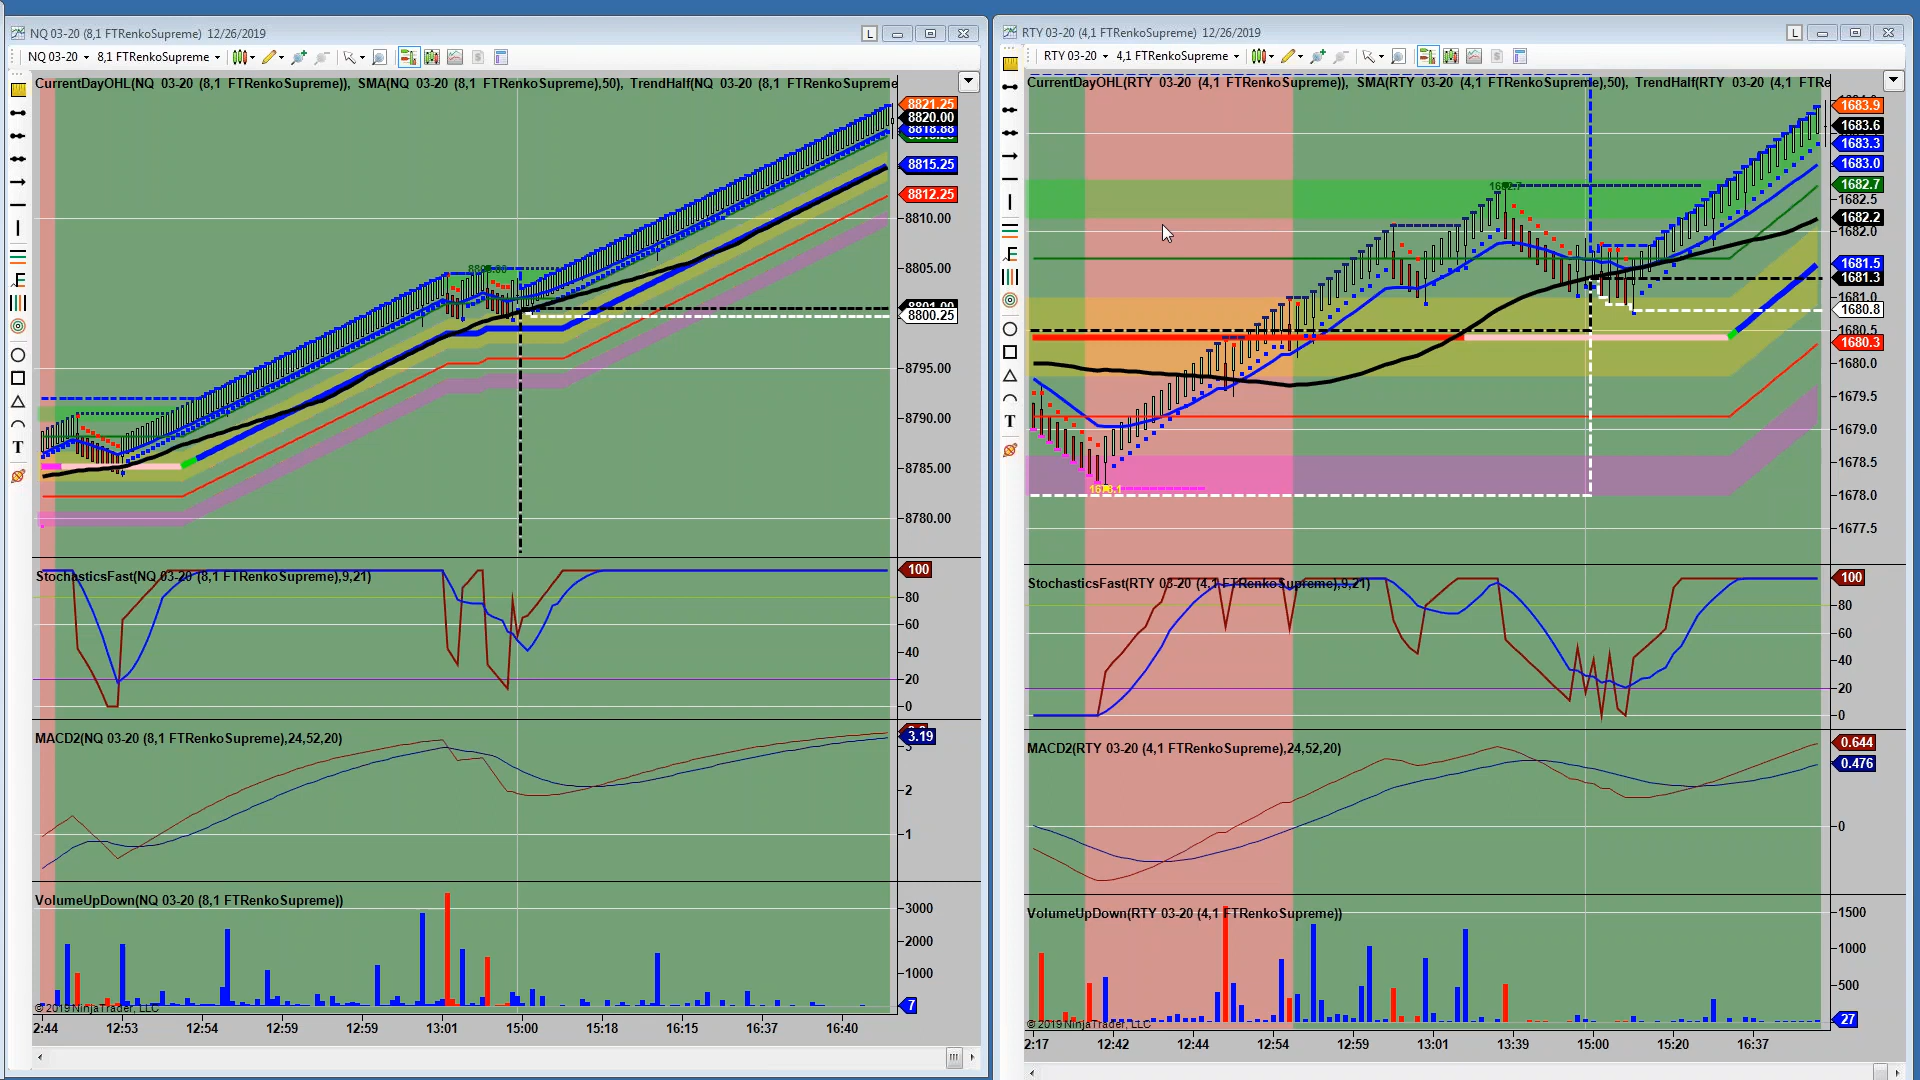 NQ 03-20 (8,1 FTRenkoSupreme) 12/26/2019
L
NQ 03-20
8,1 FTRenkoSupreme
CurrentDayOHL(NQ 03-20 (8,1 FTRenkoSupreme)), SMA(NQ 03-20 (8,1 FTRenkoSupreme),50), TrendHalf(NQ 03-20 (8,1 FTRenkoSupreme
8821.25
8820.00
8818.88
8815.25
8812.25
8810.00
8805.00
8800.25
8795.00
8790.00
8785.00
8780.00
E
T
StochasticsFast(NQ 03-20 (8,1 FTRenkoSupreme),9,21)
100
80
60
40
20
0
MACD2(NQ 03-20 (8,1 FTRenkoSupreme),24,52,20)
3.19
2
1
VolumeUpDown(NQ 03-20 (8,1 FTRenkoSupreme))
3000
2000
1000
7
© 2019 NinjaTrader, LLC
2:44 12:53 12:54 12:59 12:59 13:01 15:00 15:18 16:15 16:37 16:40
RTY 03-20 (4,1 FTRenkoSupreme) 12/26/2019
L
RTY 03-20
4,1 FTRenkoSupreme
CurrentDayOHL(RTY 03-20 (4,1 FTRenkoSupreme)), SMA(RTY 03-20 (4,1 FTRenkoSupreme),50), TrendHalf(RTY 03-20 (4,1 FTRe
1683.9
1683.6
1683.3
1683.0
1682.7
1682.5
1682.2
1682.0
1681.5
1681.3
1681.0
1680.8
1680.5
1680.3
1680.0
1679.5
1679.0
1678.5
1678.0
1677.5
E
T
StochasticsFast(RTY 03-20 (4,1 FTRenkoSupreme),9,21)
100
80
60
40
20
0
MACD2(RTY 03-20 (4,1 FTRenkoSupreme),24,52,20)
0.644
0.476
0
VolumeUpDown(RTY 03-20 (4,1 FTRenkoSupreme))
1500
1000
500
27
© 2019 NinjaTrader, LLC
2:17 12:42 12:44 12:54 12:59 13:01 13:39 15:00 15:20 16:37